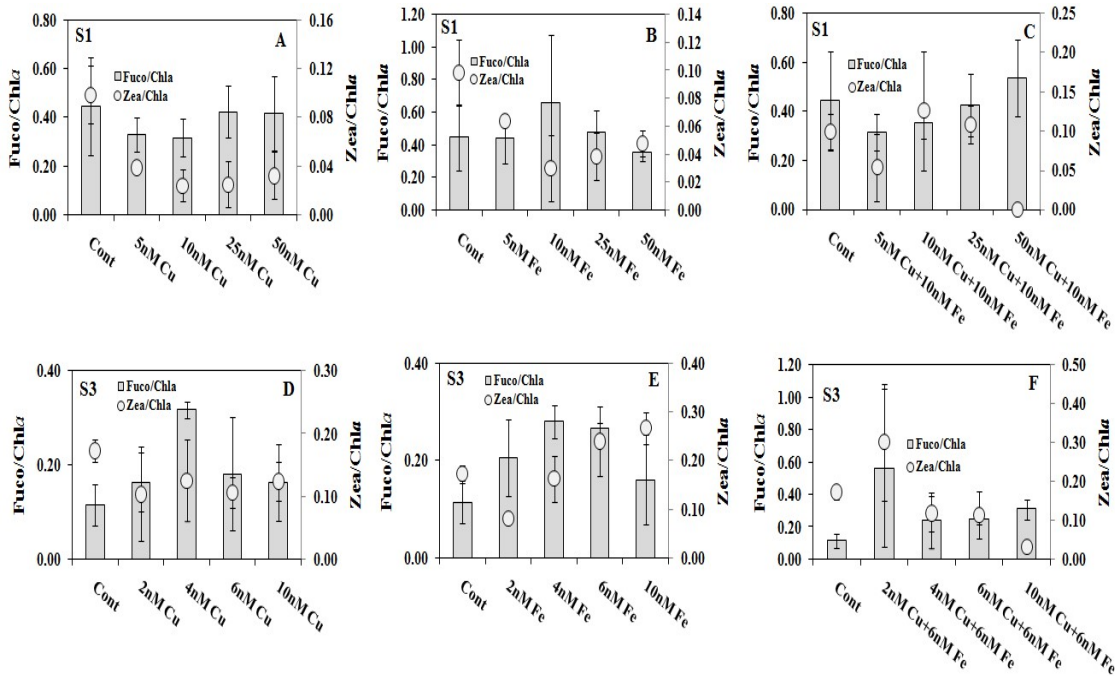 S1 A
Fuco/Chla
Zea/Chla
Fuco/Chla
0.80
0.60
0.40
0.20
0.00
Zea/Chla
0.16
0.12
0.08
0.04
0.00
Cont 5nM Cu 10nM Cu 25nM Cu 50nM Cu
S1 B
Fuco/Chla
Zea/Chla
Fuco/Chla
1.20
1.00
0.80
0.60
0.40
0.20
0.00
Zea/Chla
0.14
0.12
0.10
0.08
0.06
0.04
0.02
0.00
Cont 5nM Fe 10nM Fe 25nM Fe 50nM Fe
S1 C
Fuco/Chla
Zea/Chla
Fuco/Chla
0.80
0.60
0.40
0.20
0.00
Zea/Chla
0.25
0.20
0.15
0.10
0.05
0.00
Cont 5nM Cu+10nM Fe 10nM Cu+10nM Fe 25nM Cu+10nM Fe 50nM Cu+10nM Fe
S3 D
Fuco/Chla
Zea/Chla
Fuco/Chla
0.40
0.20
0.00
Zea/Chla
0.30
0.20
0.10
0.00
Cont 2nM Cu 4nM Cu 6nM Cu 10nM Cu
S3 E
Fuco/Chla
Zea/Chla
Fuco/Chla
0.40
0.20
0.00
Zea/Chla
0.40
0.30
0.20
0.10
0.00
Cont 2nM Fe 4nM Fe 6nM Fe 10nM Fe
S3 F
Fuco/Chla
Zea/Chla
Fuco/Chla
1.20
1.00
0.80
0.60
0.40
0.20
0.00
Zea/Chla
0.50
0.40
0.30
0.20
0.10
0.00
Cont 2nM Cu+6nM Fe 4nM Cu+6nM Fe 6nM Cu+6nM Fe 10nM Cu+6nM Fe